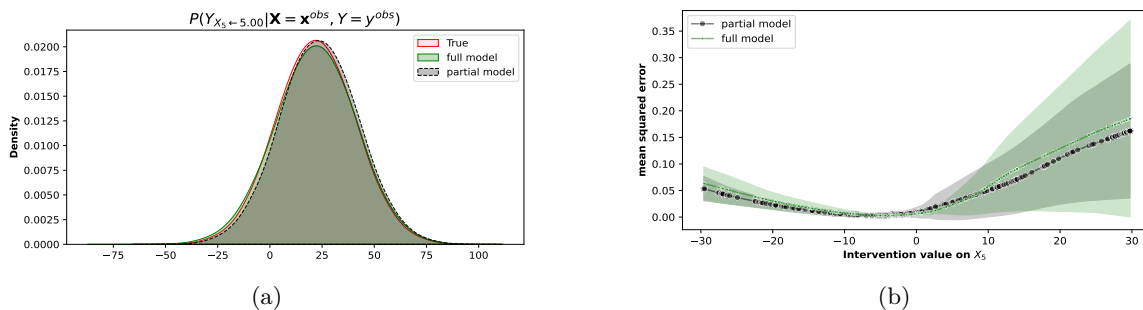 P(Y_{X_5←5.00}|X = x^{obs}, Y = y^{obs})
True
full model
partial model
Density
0.0200
0.0175
0.0150
0.0125
0.0100
0.0075
0.0050
0.0025
0.0000
−75 −50 −25 0 25 50 75 100
(a)
partial model
full model
mean squared error
0.35
0.30
0.25
0.20
0.15
0.10
0.05
0.00
−30 −20 −10 0 10 20 30
Intervention value on X_5
(b)